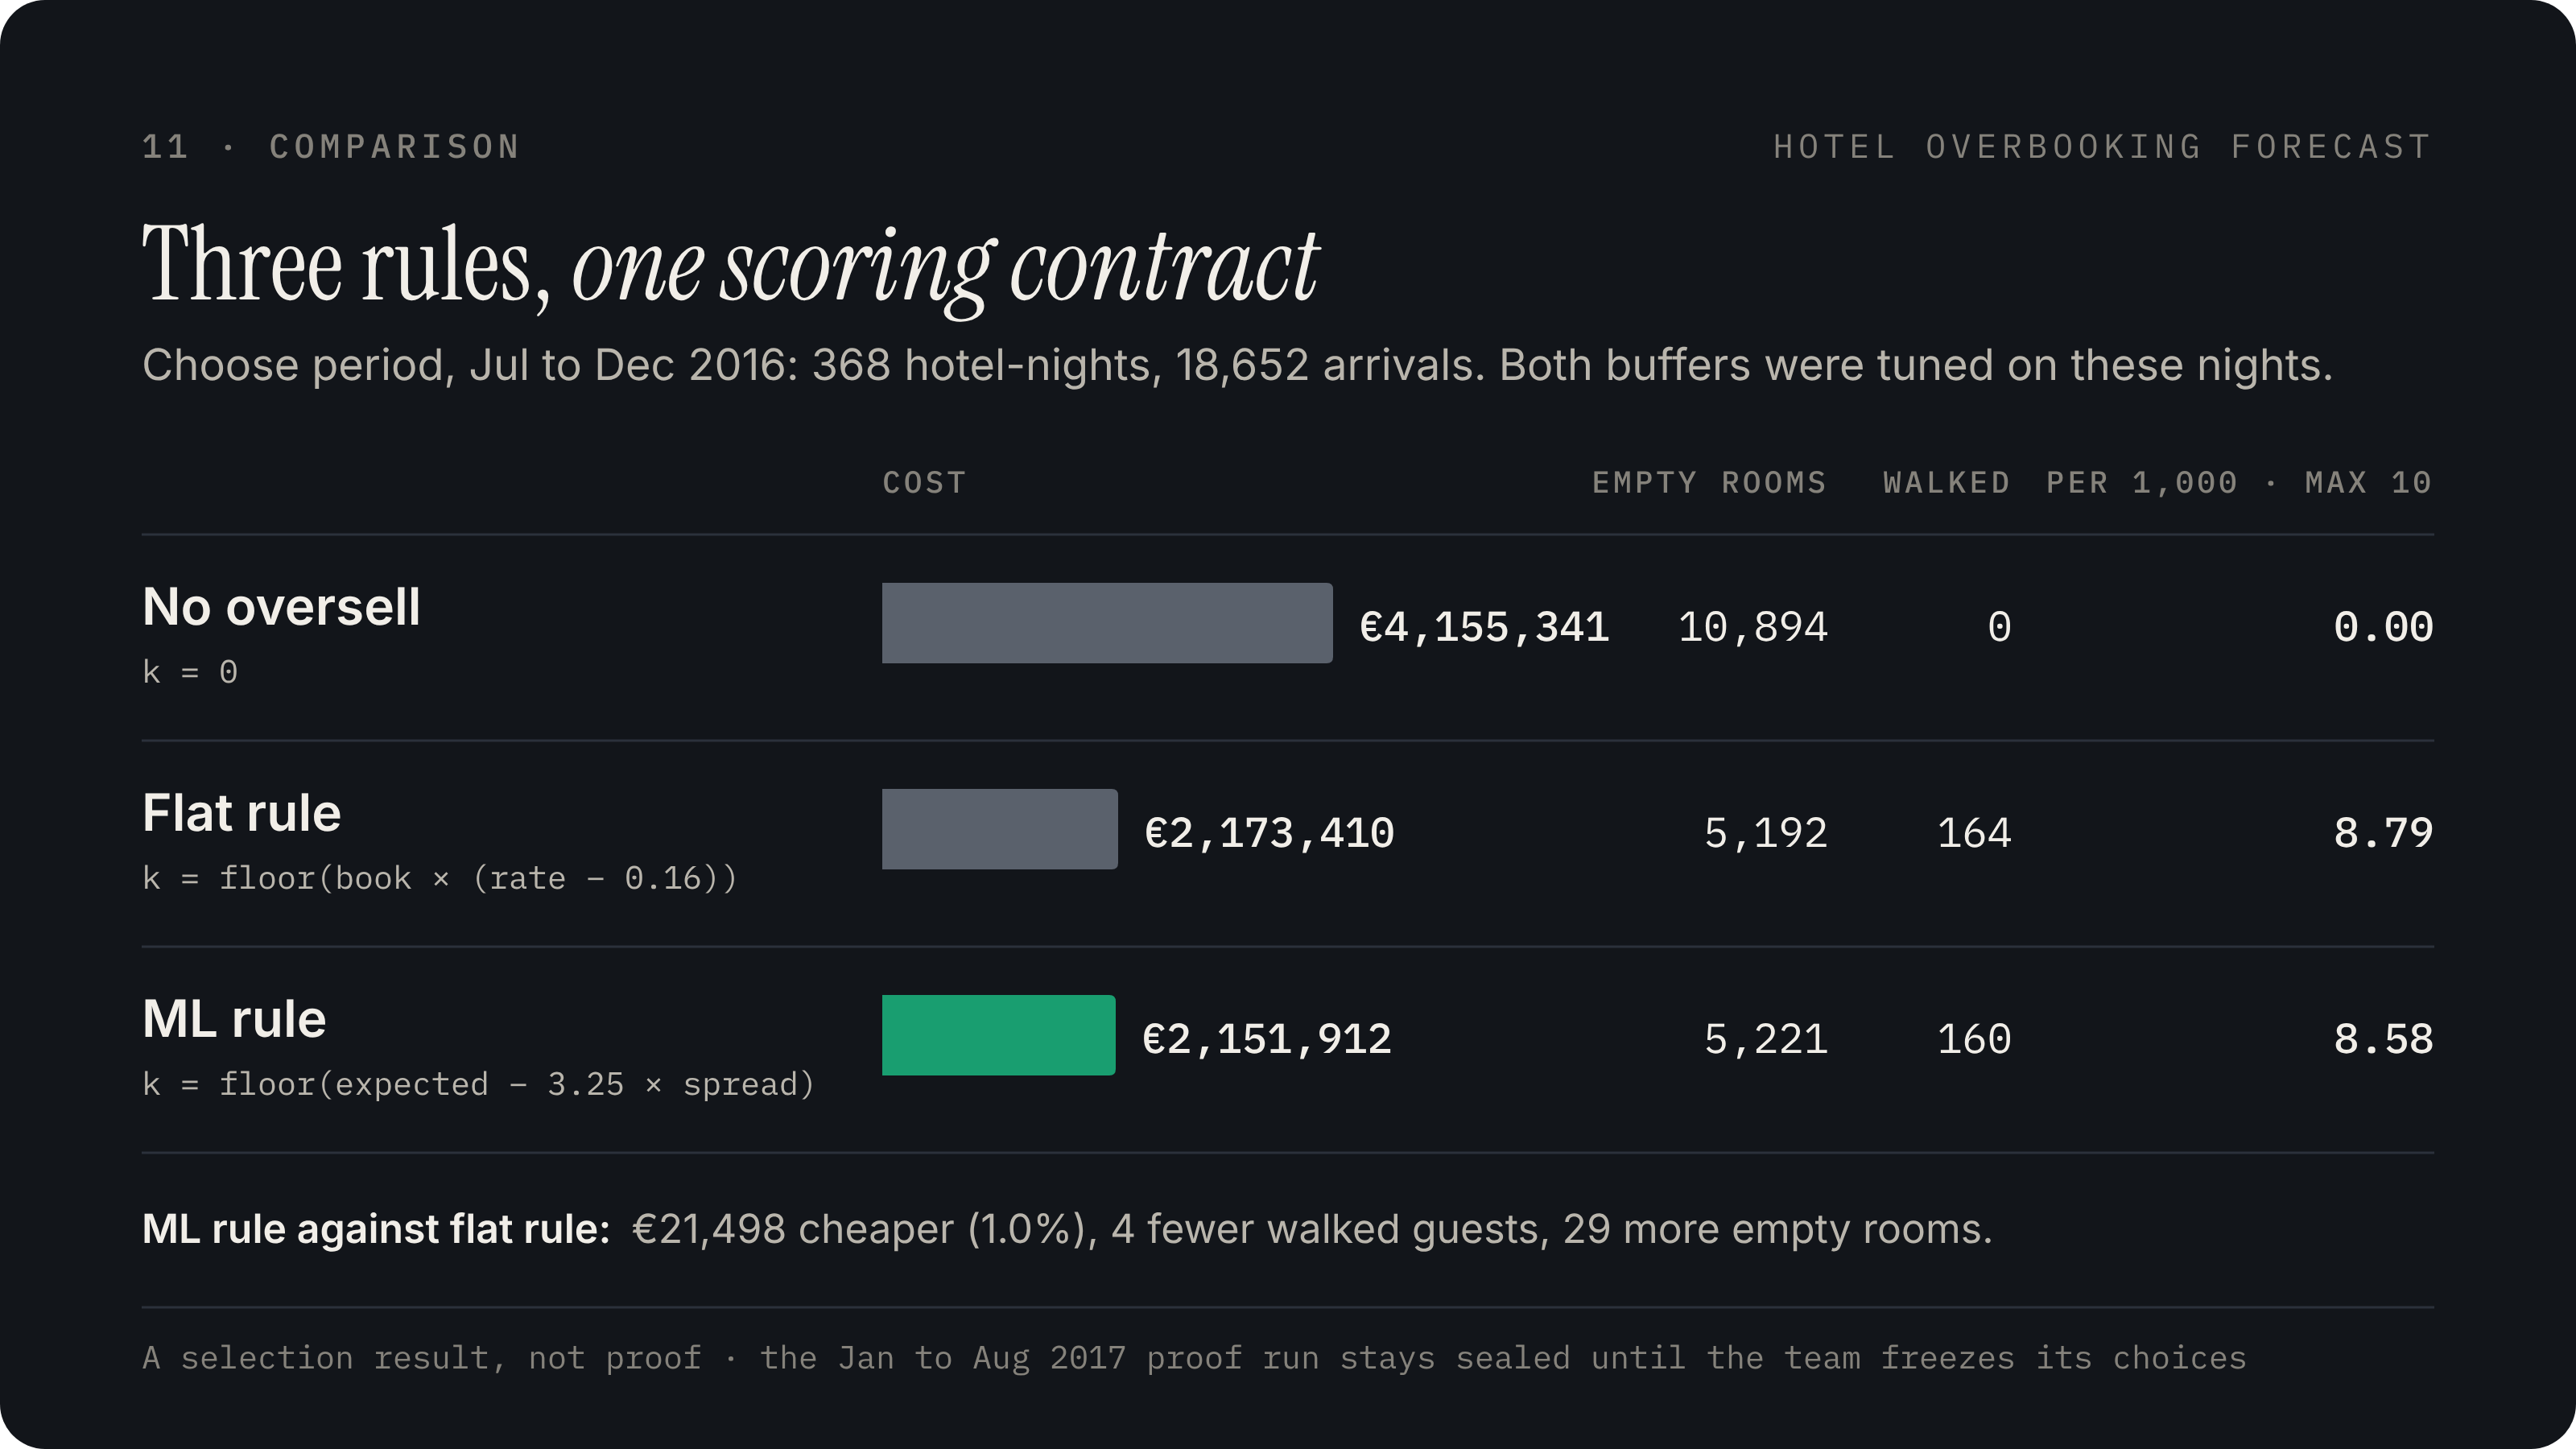 11 · COMPARISON
HOTEL OVERBOOKING FORECAST
Three rules, one scoring contract
Choose period, Jul to Dec 2016: 368 hotel-nights, 18,652 arrivals. Both buffers were tuned on these nights.
COST EMPTY ROOMS WALKED PER 1,000 · MAX 10
No oversell
€4,155,341 10,894 0 0.00
k = 0
Flat rule
€2,173,410 5,192 164 8.79
k = floor(book × (rate − 0.16))
ML rule
€2,151,912 5,221 160 8.58
k = floor(expected − 3.25 × spread)
ML rule against flat rule: €21,498 cheaper (1.0%), 4 fewer walked guests, 29 more empty rooms.
A selection result, not proof · the Jan to Aug 2017 proof run stays sealed until the team freezes its choices